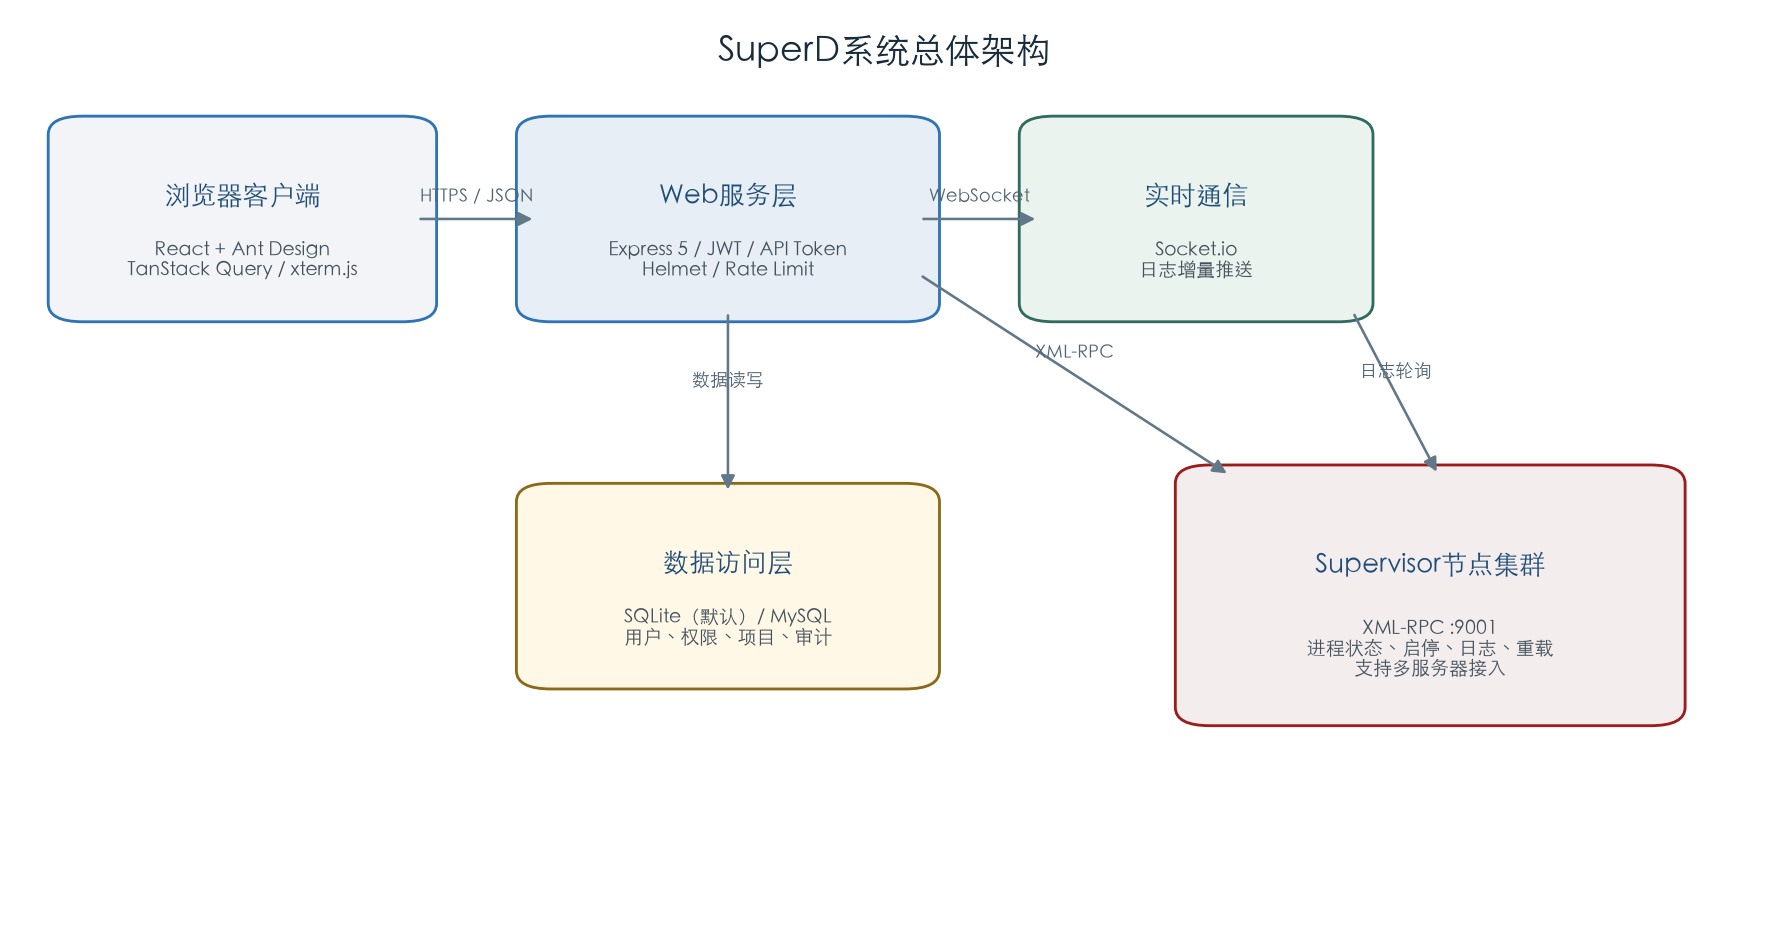 SuperD系统总体架构
浏览器客户端
React + Ant Design
TanStack Query / xterm.js
HTTPS / JSON
Web服务层
Express 5 / JWT / API Token
Helmet / Rate Limit
WebSocket
实时通信
Socket.io
日志增量推送
数据读写
XML-RPC
日志轮询
数据访问层
SQLite（默认）/ MySQL
用户、权限、项目、审计
Supervisor节点集群
XML-RPC :9001
进程状态、启停、日志、重载
支持多服务器接入